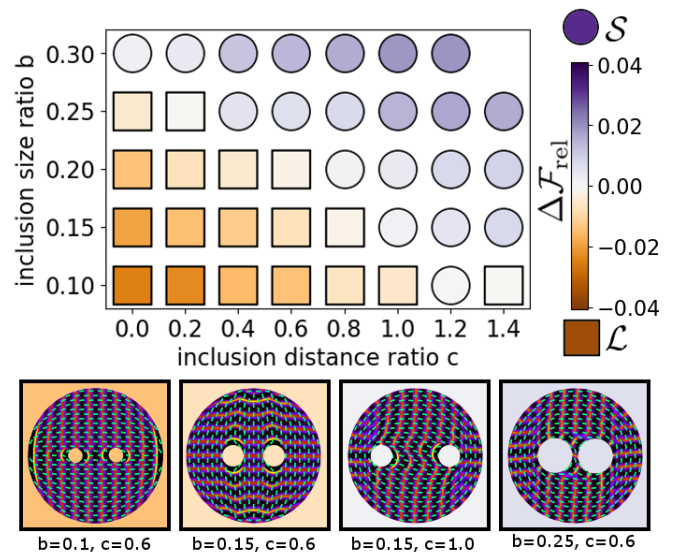 0.30
0.25
0.20
0.15
0.10
inclusion size ratio b
0.0 0.2 0.4 0.6 0.8 1.0 1.2 1.4
inclusion distance ratio c
𝒮
0.04
0.02
0.00
−0.02
−0.04
Δℱrel
ℒ
b=0.1, c=0.6
b=0.15, c=0.6
b=0.15, c=1.0
b=0.25, c=0.6